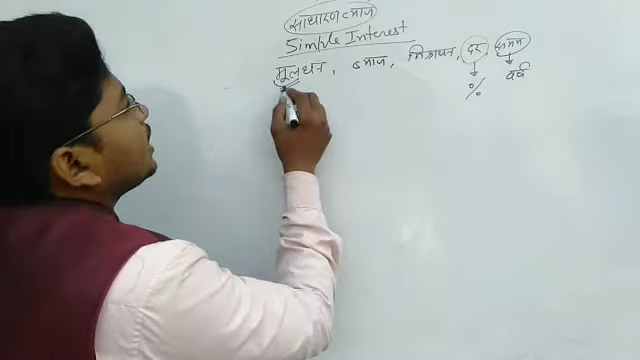 साधारण ब्याज
Simple Interest
मूलधन, ब्याज, मिश्रधन, दर, समय
% वर्ष